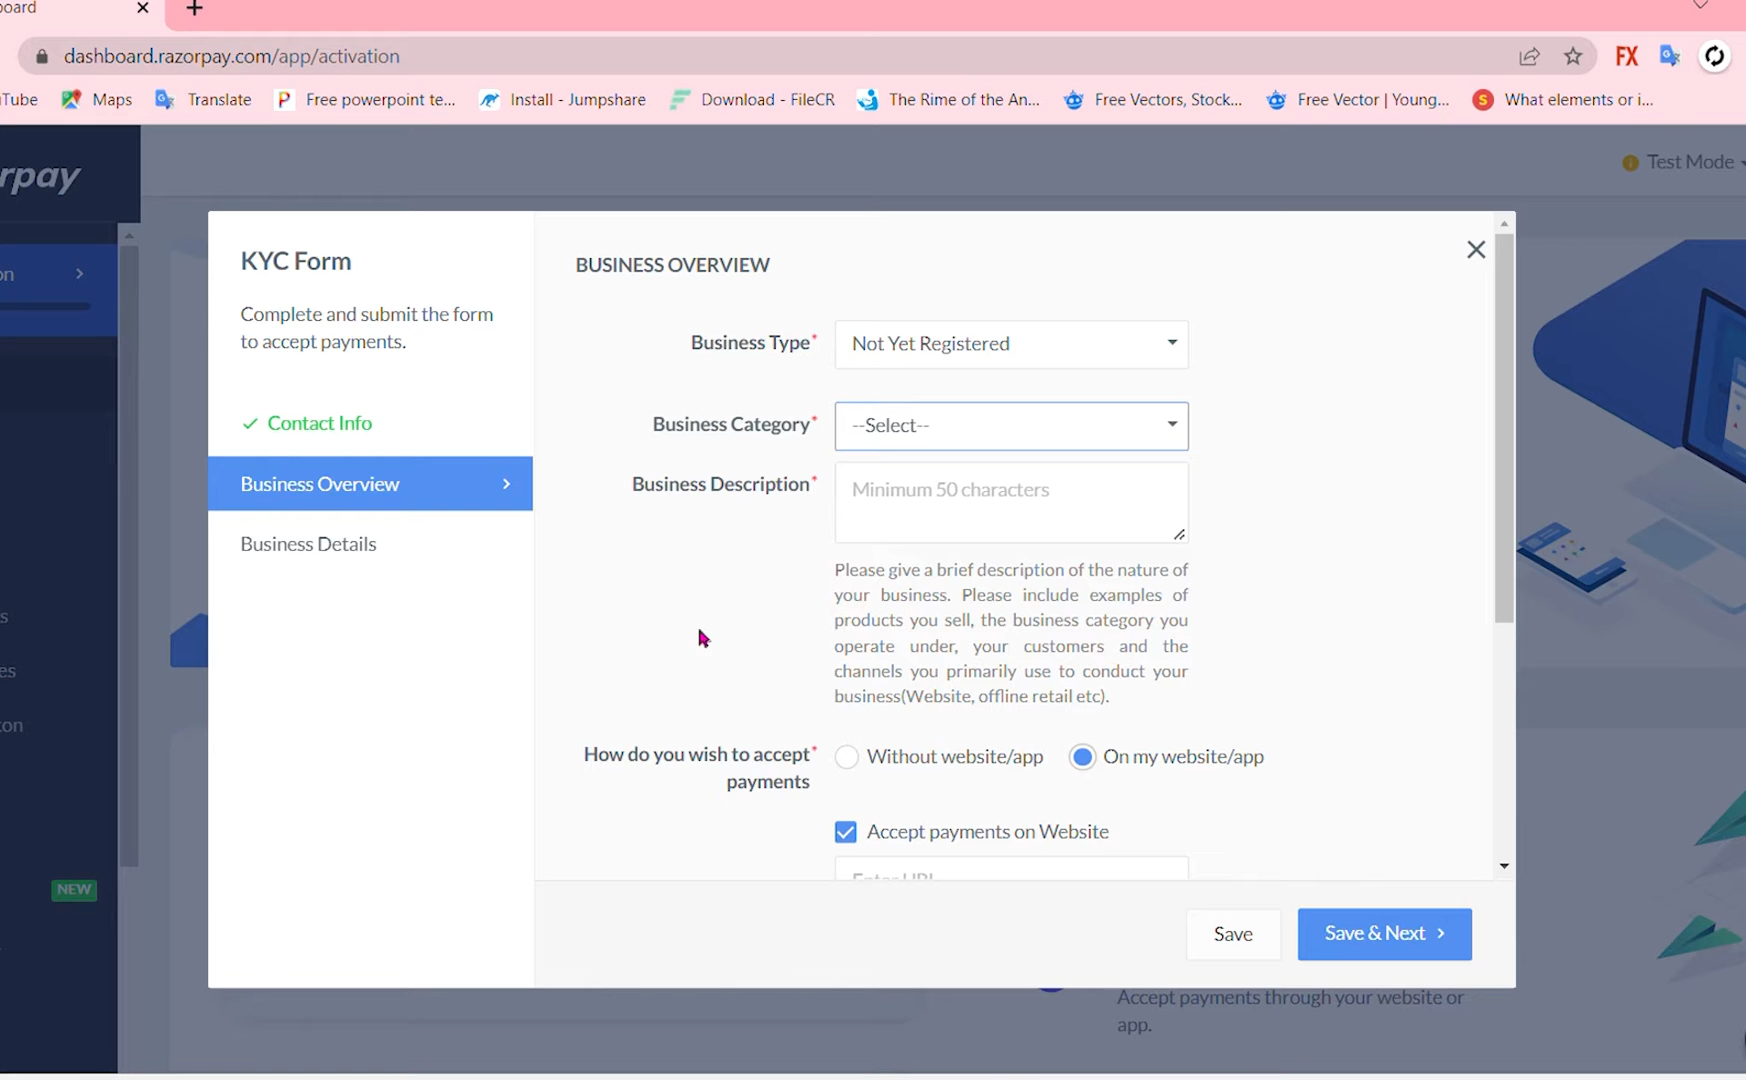 board
dashboard.razorpay.com/app/activation
FX
Tube
Maps
Translate
Free powerpoint te...
Install - Jumpshare
Download - FileCR
The Rime of the An...
Free Vectors, Stock...
Free Vector | Young...
What elements or i...
rpay
Test Mode
on
NEW
KYC Form
Complete and submit the form
to accept payments.
Contact Info
Business Overview
Business Details
BUSINESS OVERVIEW
Business Type* Not Yet Registered
Business Category* --Select--
Business Description* Minimum 50 characters
Please give a brief description of the nature of
your business. Please include examples of
products you sell, the business category you
operate under, your customers and the
channels you primarily use to conduct your
business(Website, offline retail etc).
How do you wish to accept* Without website/app On my website/app
payments
Accept payments on Website
Enter URL
Save
Save & Next
Accept payments through your website or
app.